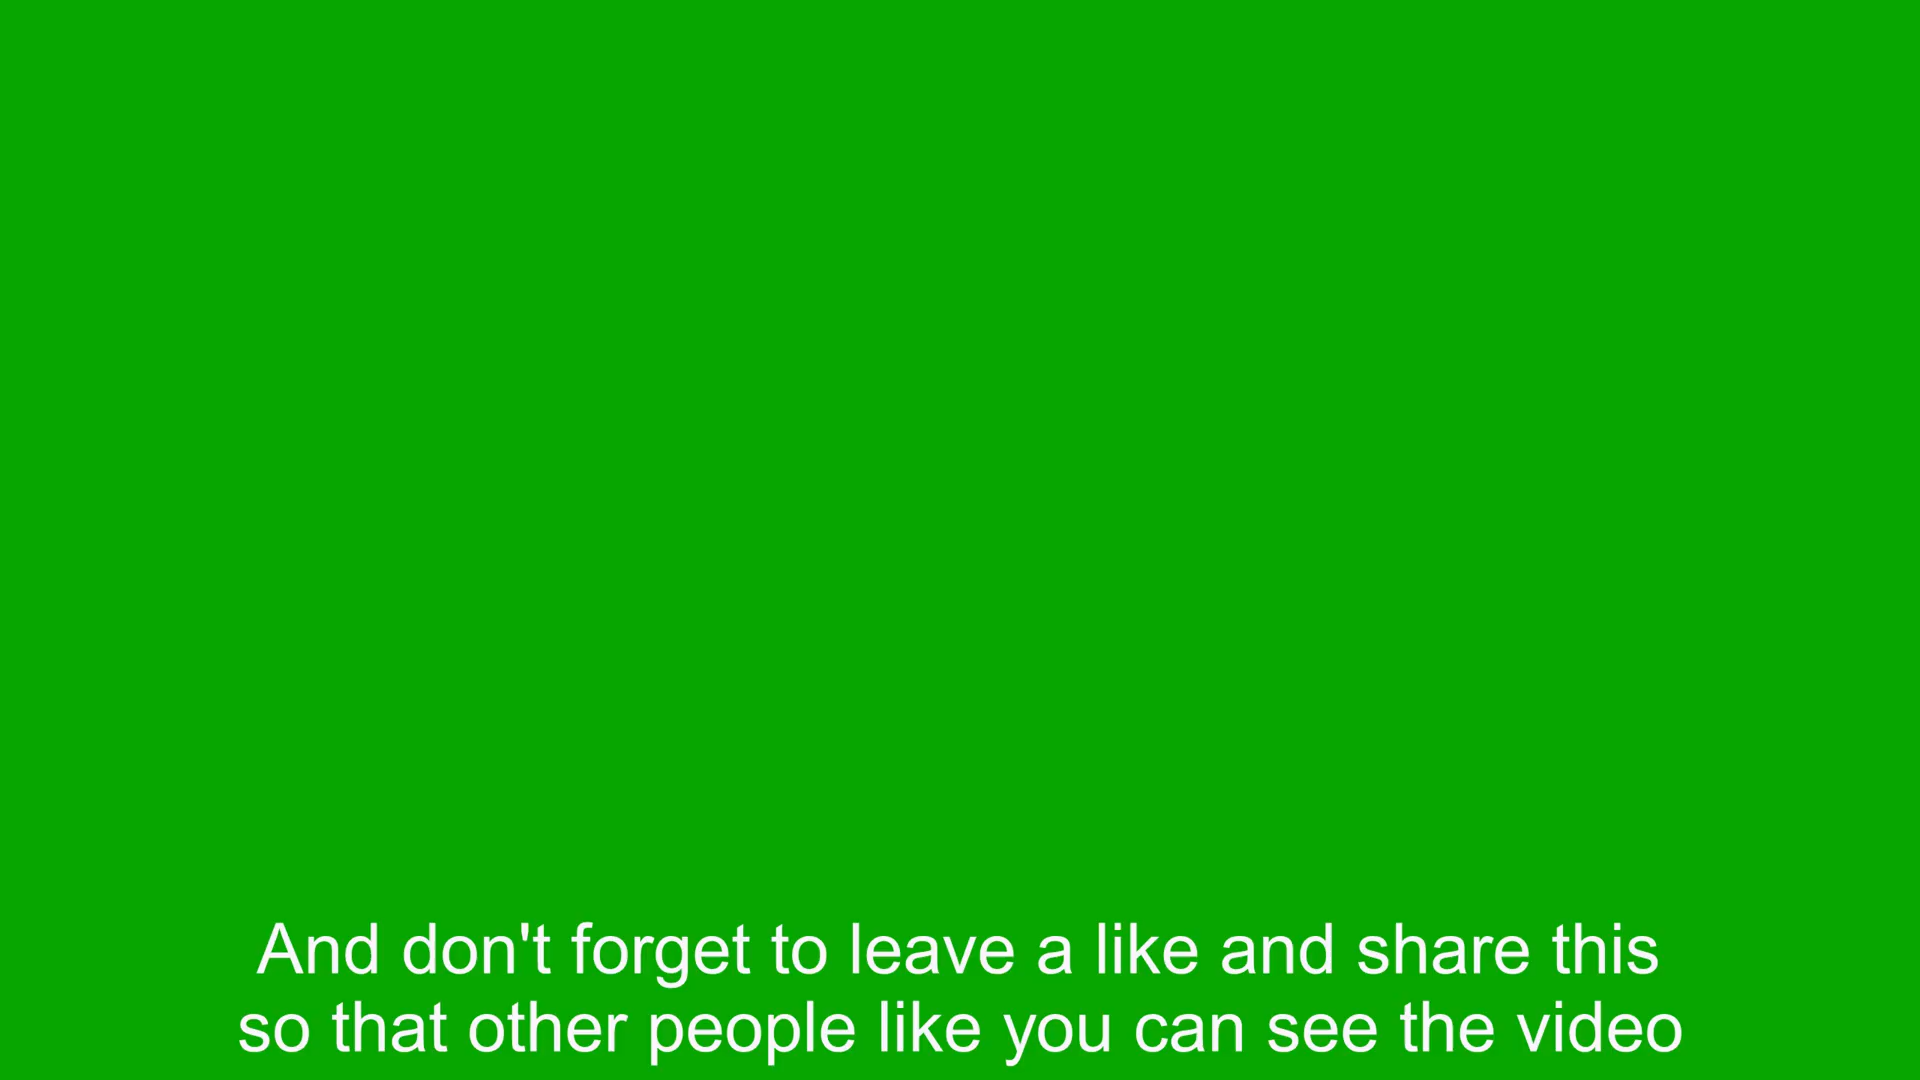 And don't forget to leave a like and share this
so that other people like you can see the video